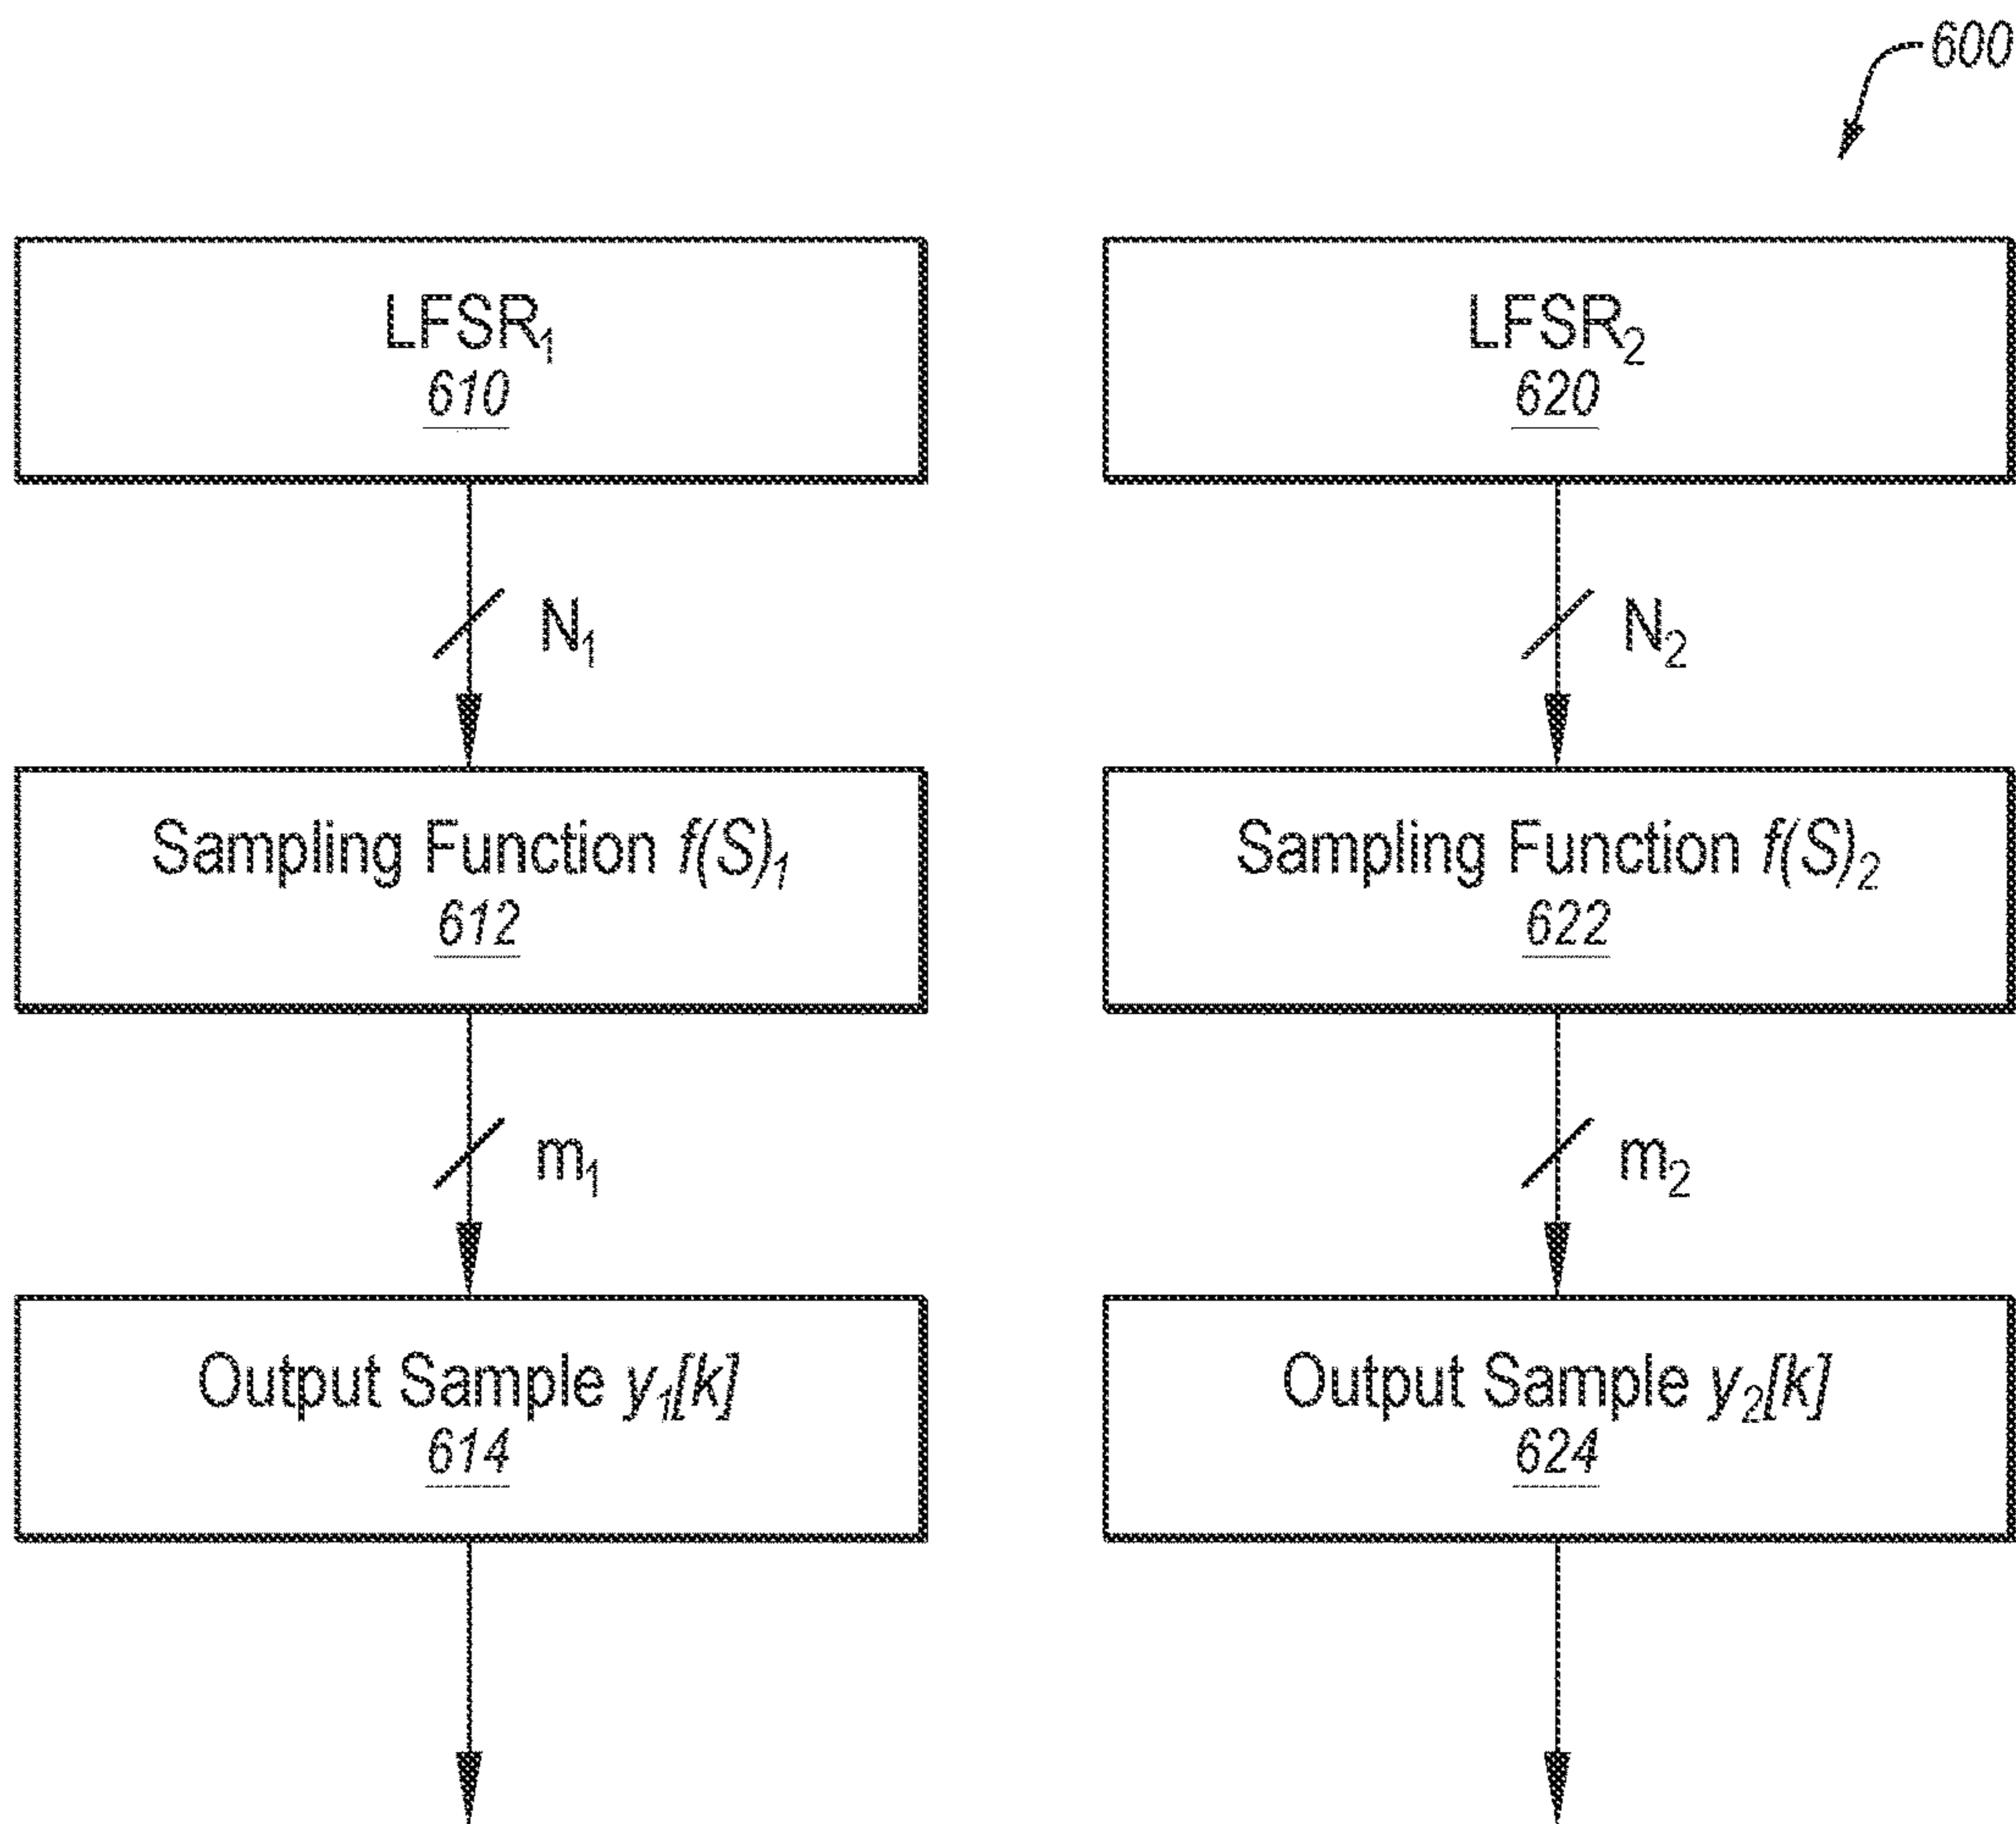 600
LFSR₁
610
LFSR₂
620
N₁
N₂
Sampling Function f(S)₁
612
Sampling Function f(S)₂
622
m₁
m₂
Output Sample y₁[k]
614
Output Sample y₂[k]
624